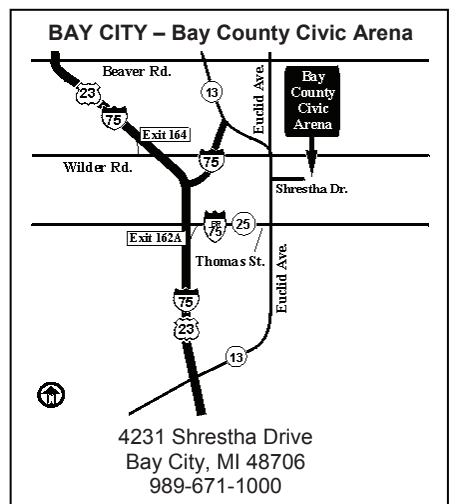 BAY CITY – Bay County Civic Arena
Beaver Rd.
23
75
13
Euclid Ave.
Bay
County
Civic
Arena
Exit 164
75
Wilder Rd.
Shrestha Dr.
Exit 162A
75
25
Thomas St.
Euclid Ave.
75
23
13
4231 Shrestha Drive
Bay City, MI 48706
989-671-1000